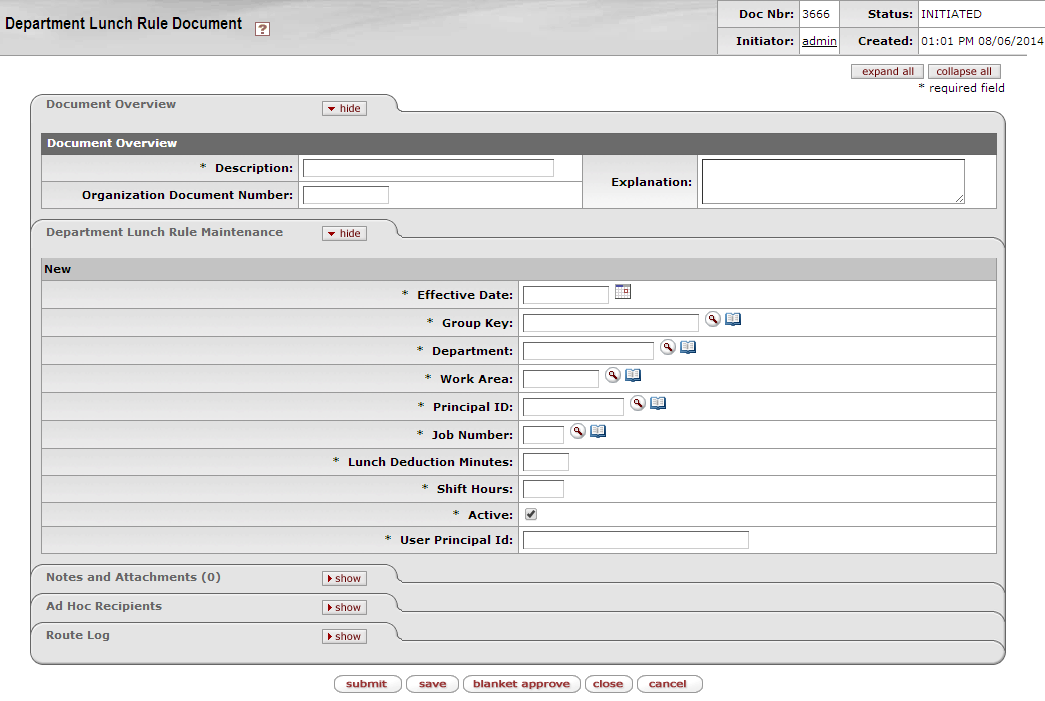 Department Lunch Rule Document ?
Doc Nbr: 3666 Status: INITIATED
Initiator: admin Created: 01:01 PM 08/06/2014
expand all collapse all
* required field
Document Overview hide
Document Overview
* Description:
Explanation:
Organization Document Number:
Department Lunch Rule Maintenance hide
New
* Effective Date:
* Group Key:
* Department:
* Work Area:
* Principal ID:
* Job Number:
* Lunch Deduction Minutes:
* Shift Hours:
* Active:
* User Principal Id:
Notes and Attachments (0) show
Ad Hoc Recipients show
Route Log show
submit save blanket approve close cancel